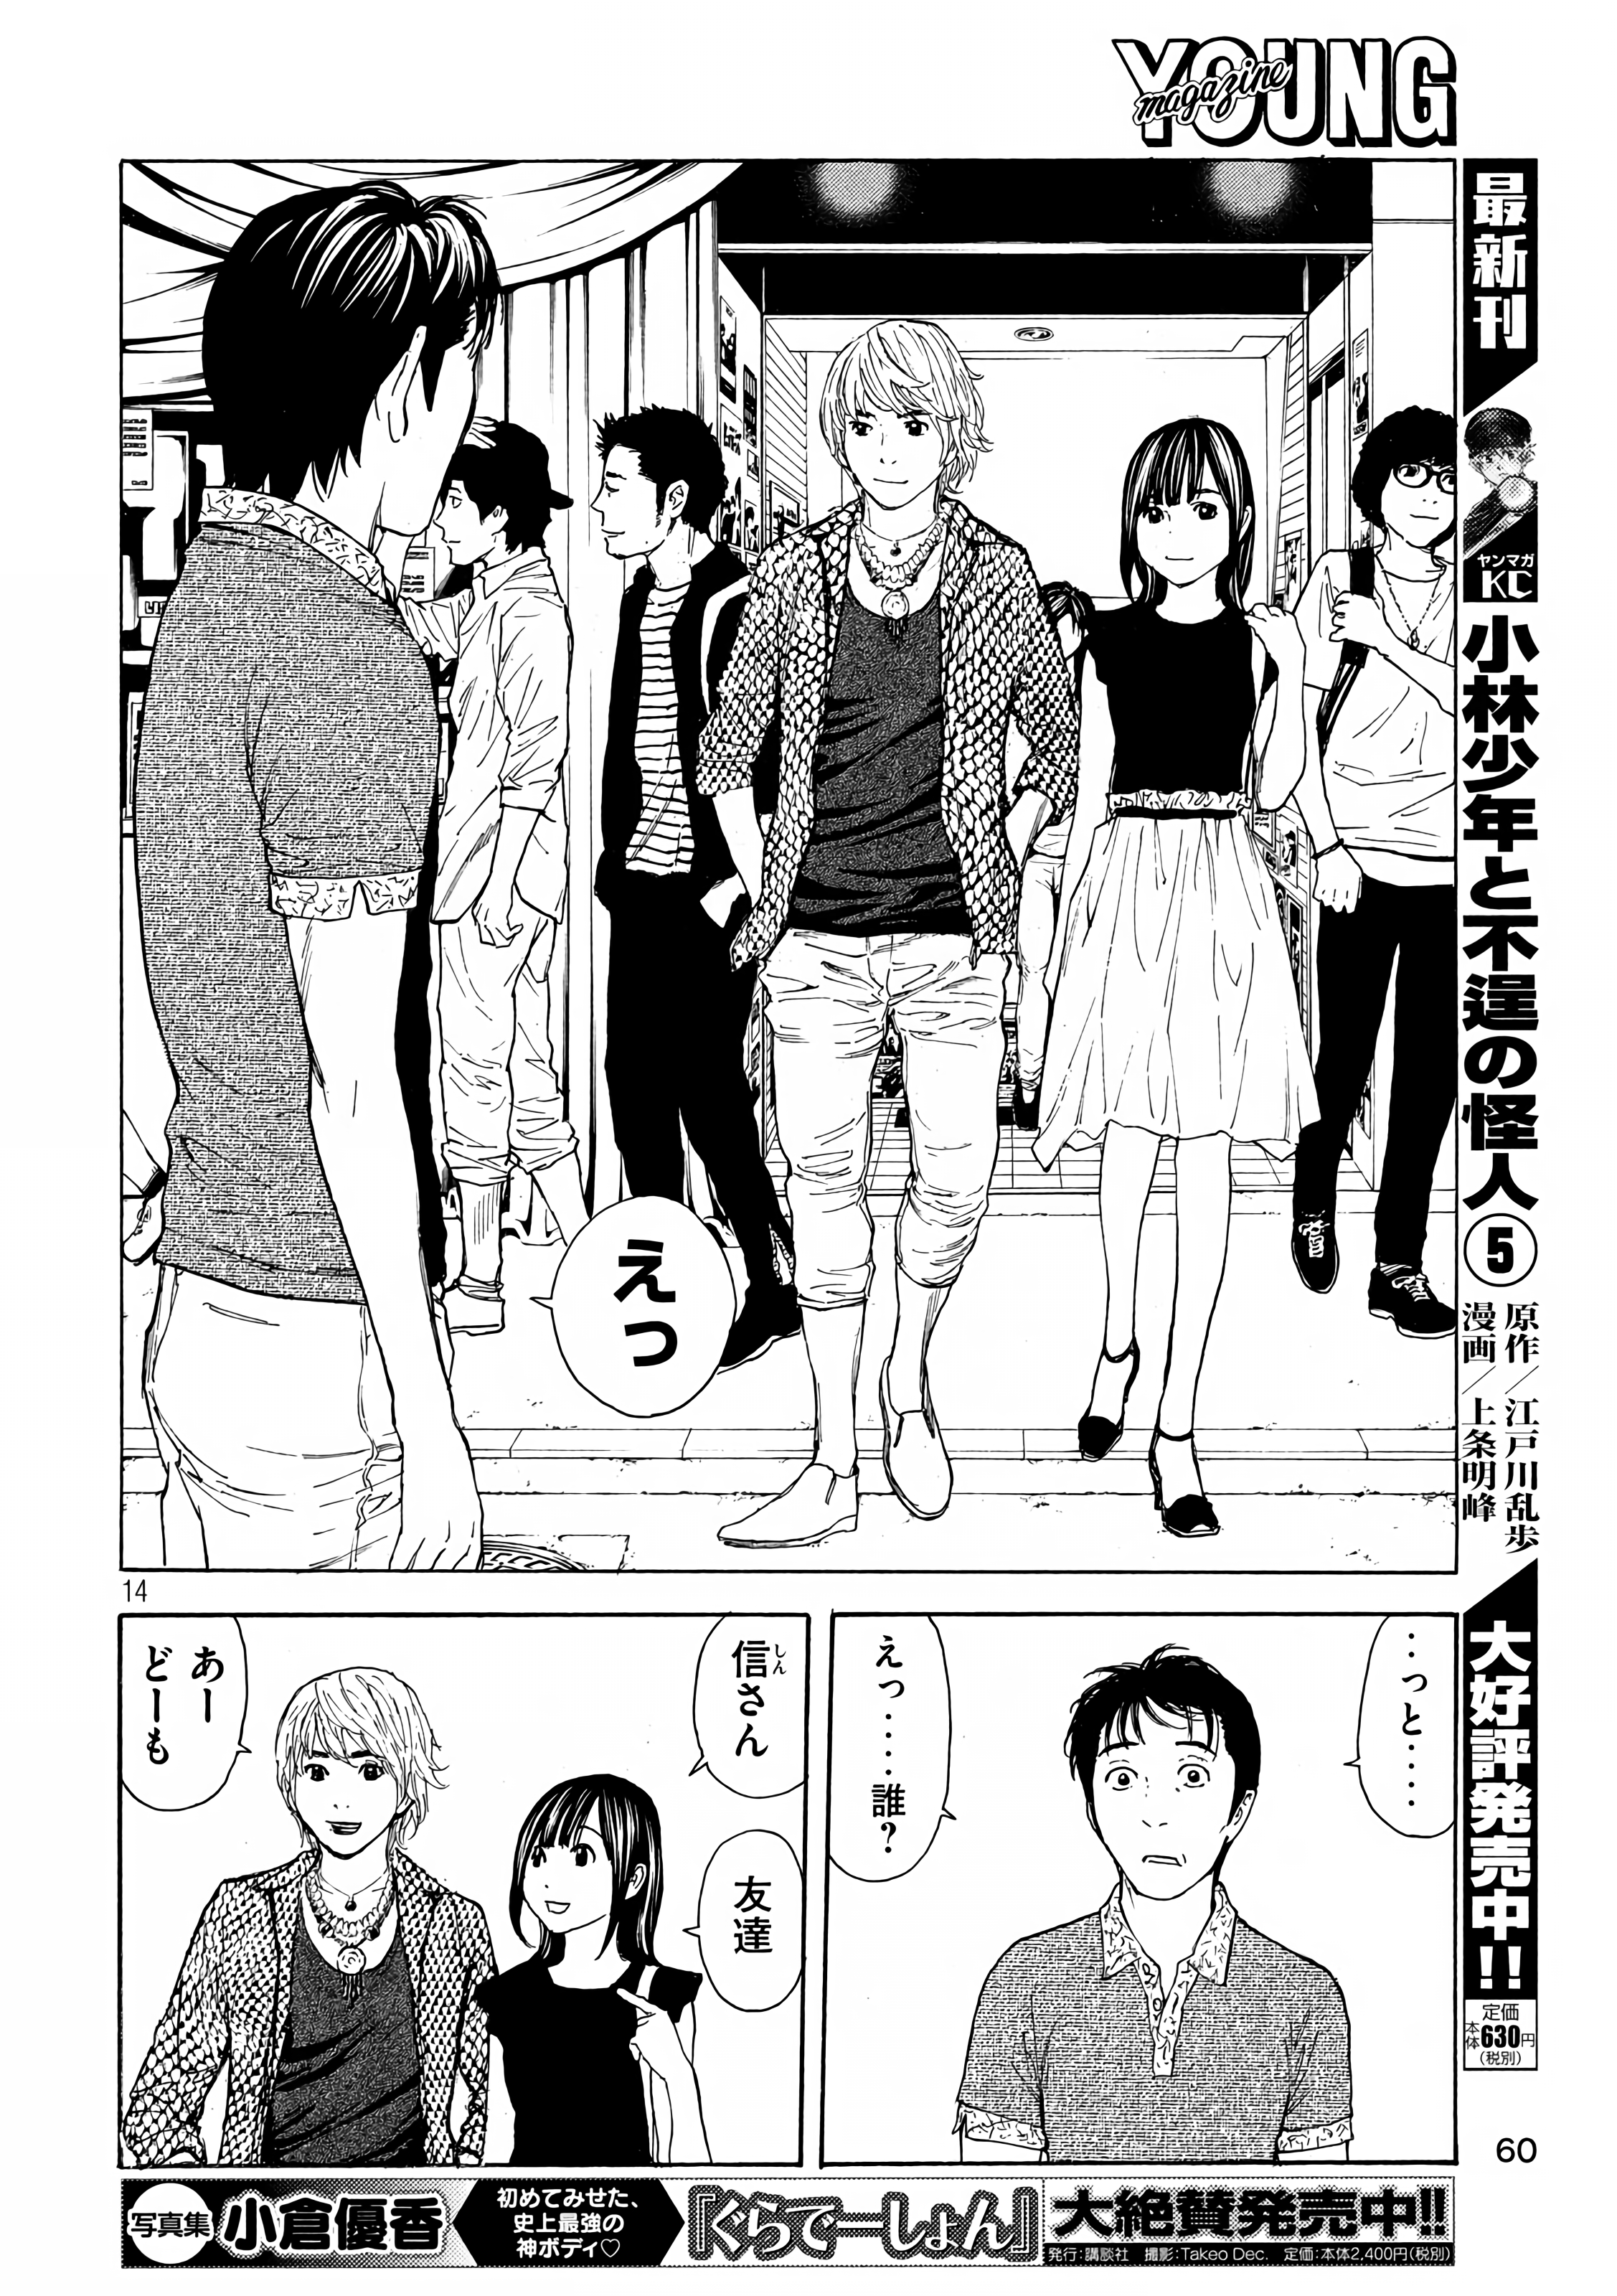 YOUNG
magazine
最新刊
ヤンマガ
KC
小林少年と不逞の怪人⑤
原作／江戸川乱歩
漫画／上条明峰
大好評発売中!!
定価
本体630円
(税別)
えっ
14
‥っと‥‥
えっ‥‥‥誰?
信さん
しん
友達
あー
どーも
60
写真集
小倉優香
初めてみせた、
史上最強の
神ボディ♡
『ぐらでーしょん』
大絶賛発売中!!
発行:講談社 撮影:Takeo Dec. 定価:本体2,400円(税別)